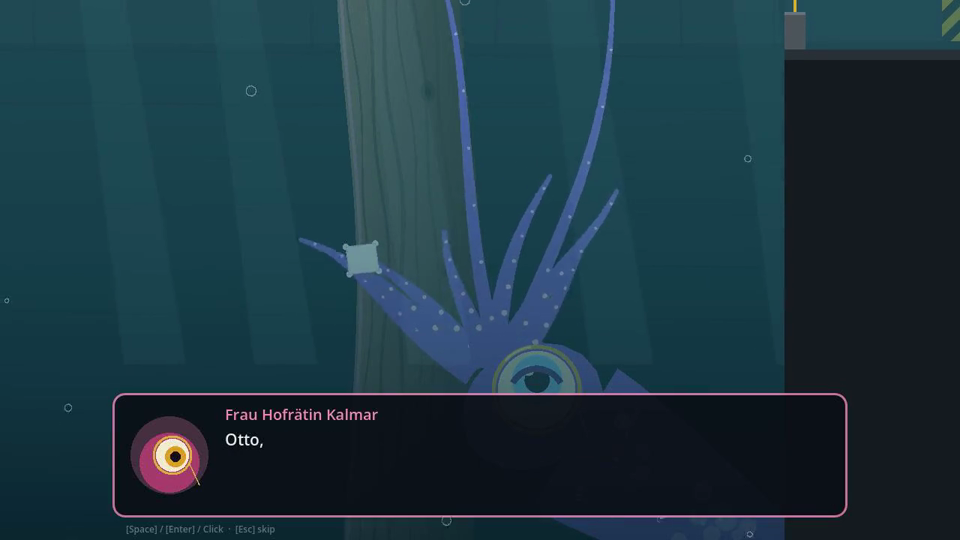 Frau Hofrätin Kalmar
Otto,
[Space] / [Enter] / Click · [Esc] skip